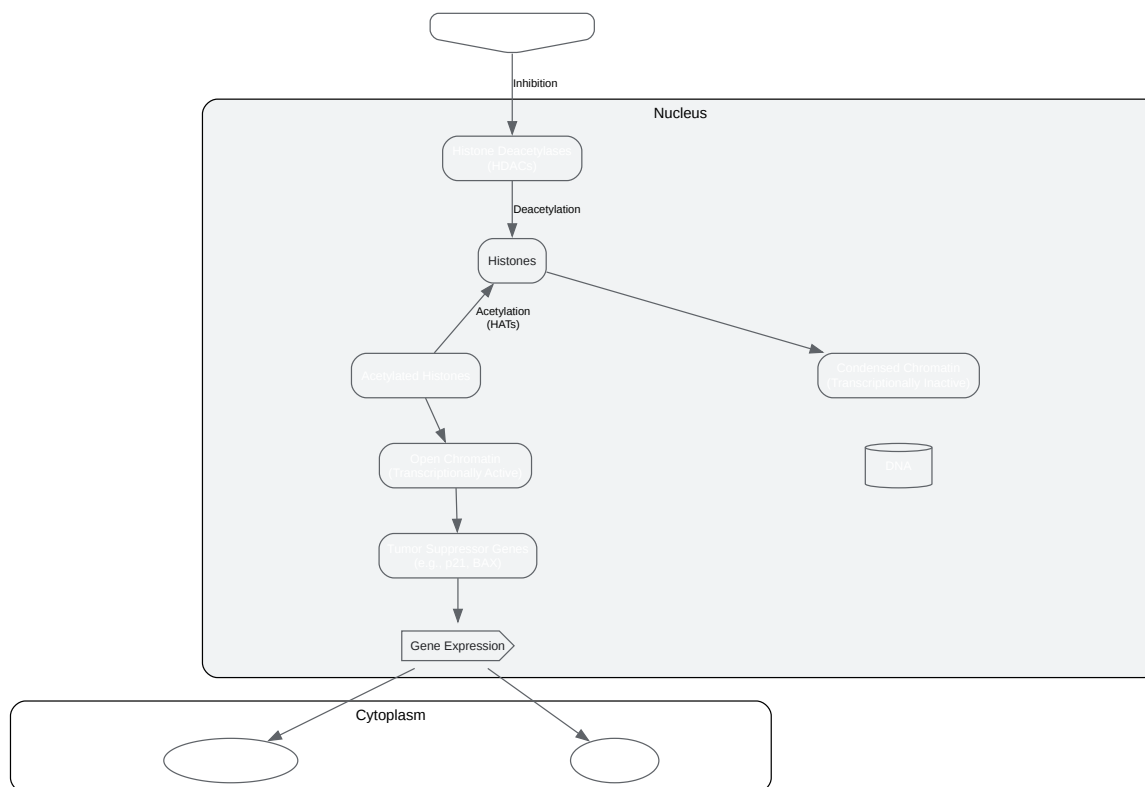 Inhibition
Nucleus
Histone Deacetylases
(HDACs)
Deacetylation
Histones
Acetylation
(HATs)
Acetylated Histones
Condensed Chromatin
(Transcriptionally Inactive)
Open Chromatin
(Transcriptionally Active)
DNA
Tumor Suppressor Genes
(e.g., p21, BAX)
Gene Expression
Cytoplasm